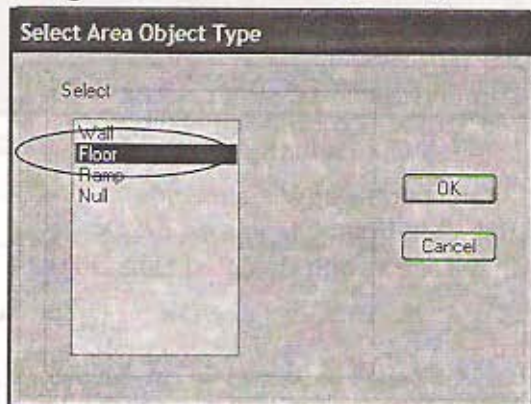 Select Area Object Type
Select
Wall
Floor
Ramp
Null
OK
Cancel